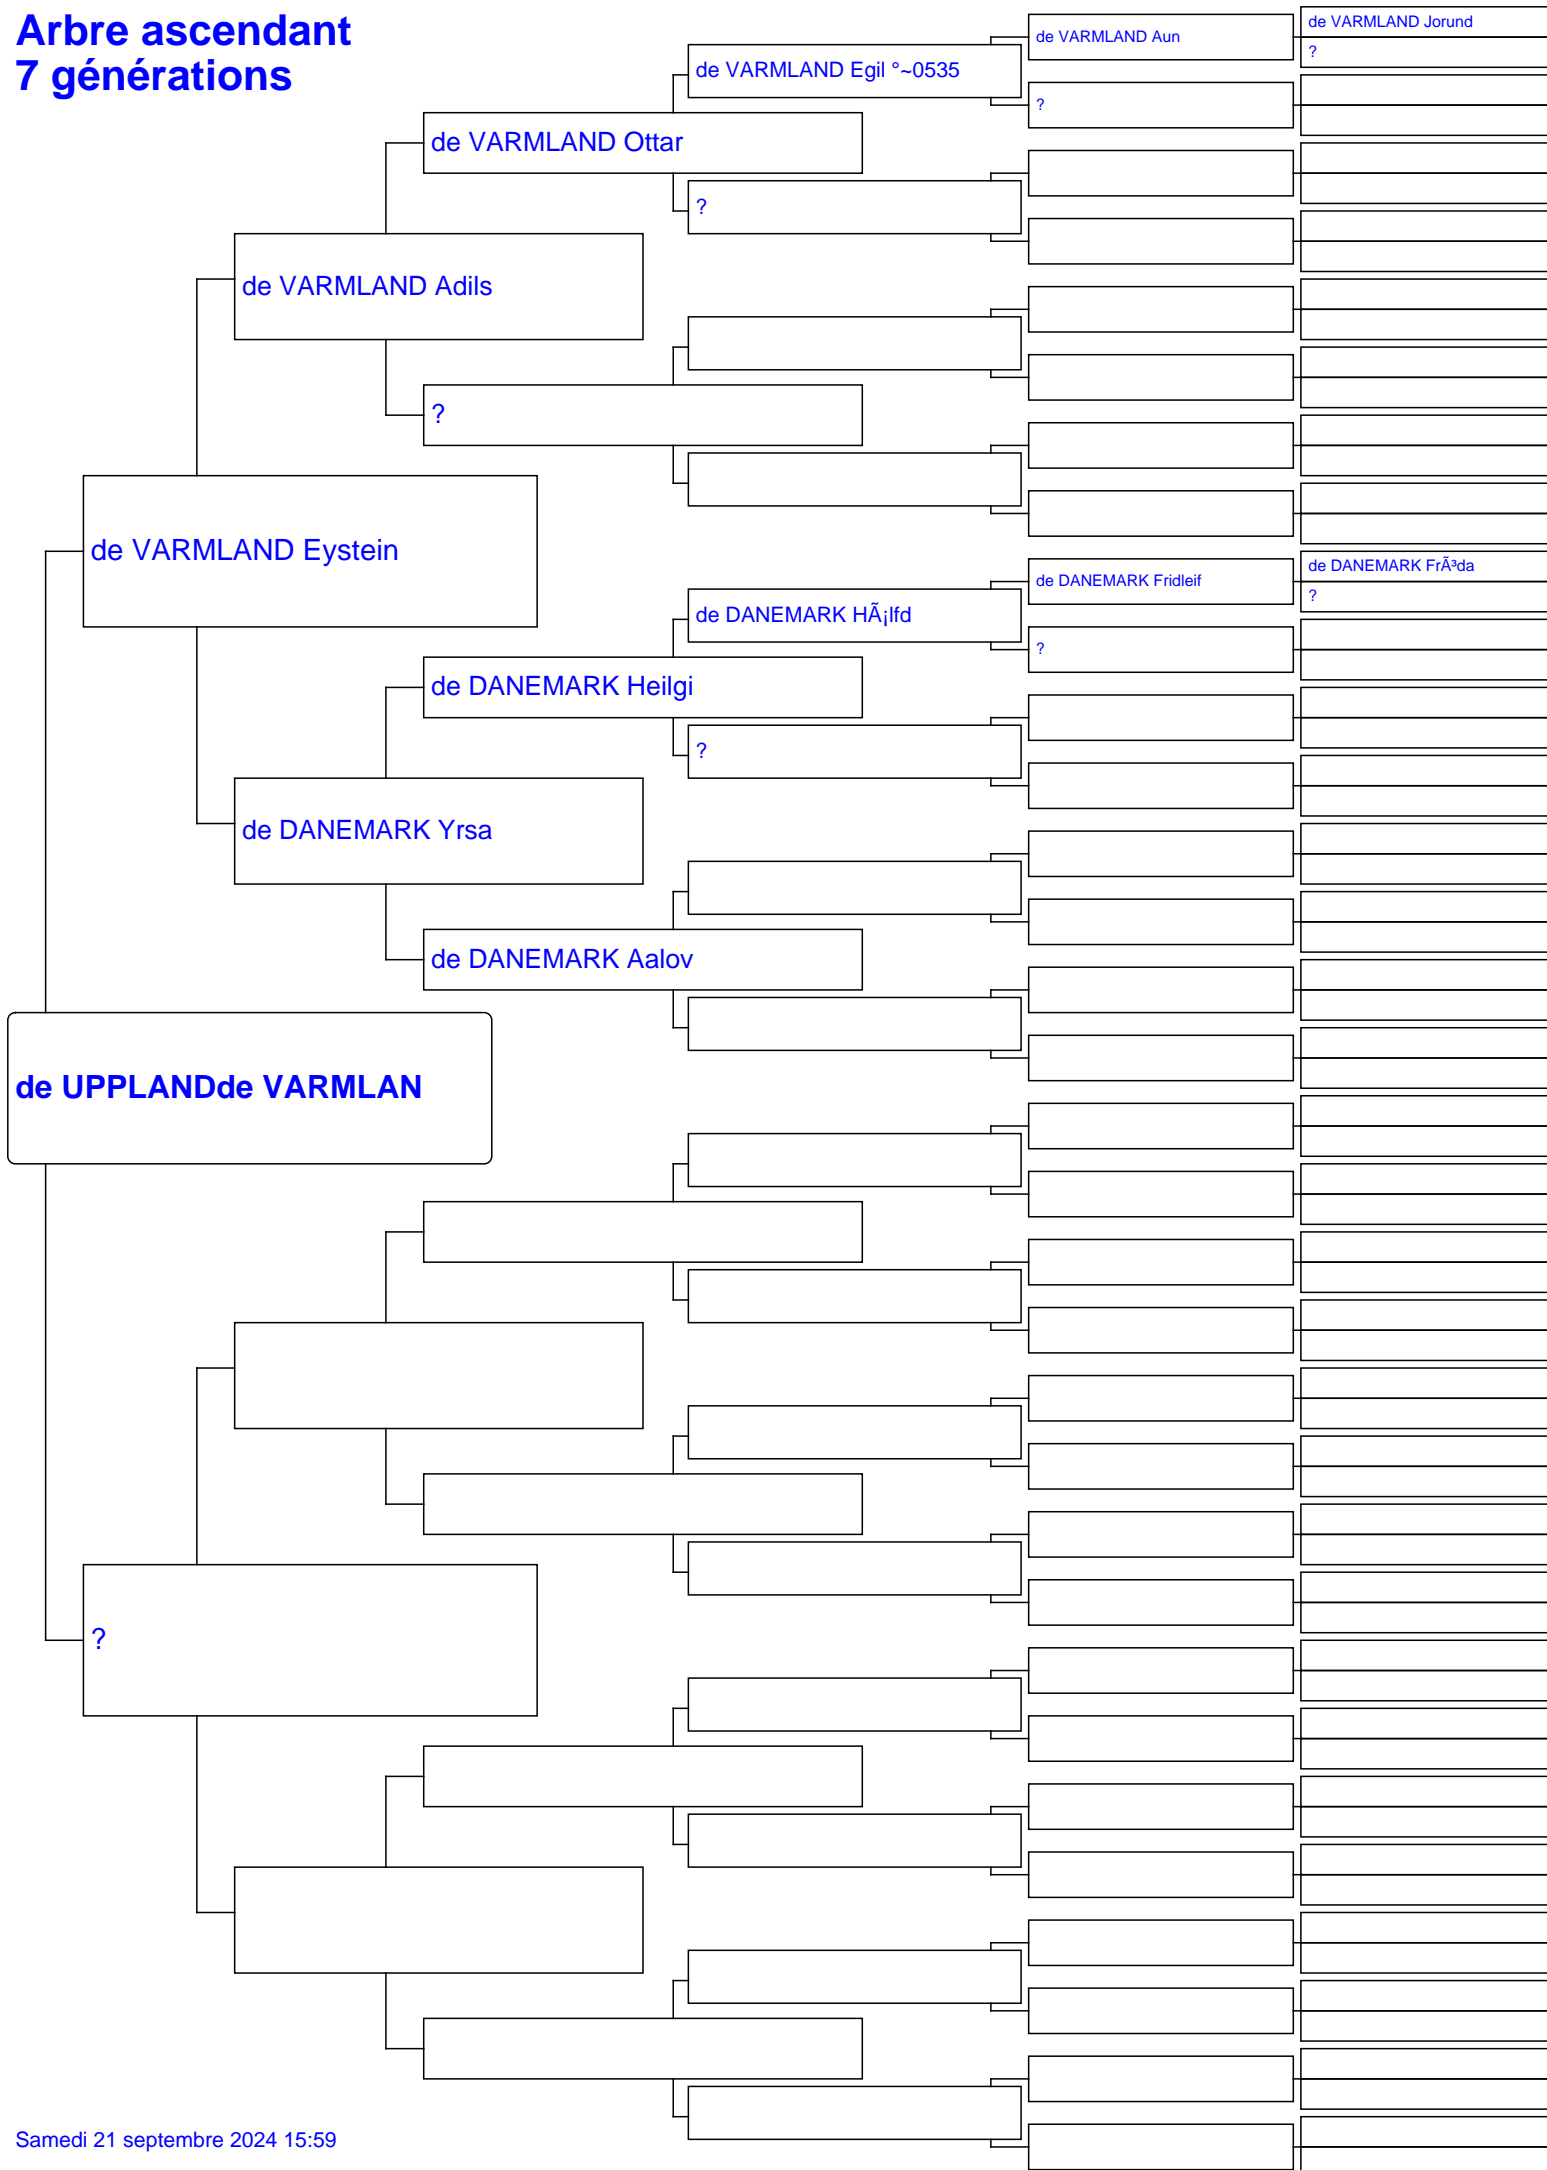 Arbre ascendant
7 générations
de VARMLAND Jorund
de VARMLAND Aun
?
de VARMLAND Egil °~0535
?
de VARMLAND Ottar
?
de VARMLAND Adils
?
de VARMLAND Eystein
de DANEMARK FrÃ³da
de DANEMARK Fridleif
?
de DANEMARK HÃ¡lfd
?
de DANEMARK Heilgi
?
de DANEMARK Yrsa
de DANEMARK Aalov
de UPPLANDde VARMLAN
?
Samedi 21 septembre 2024 15:59